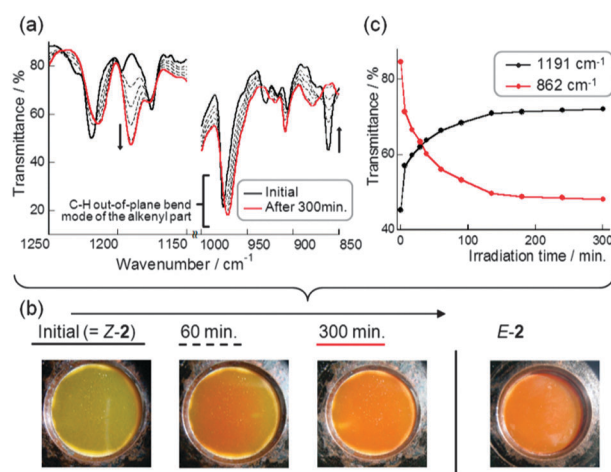 (a)
Transmittance / %
80
60
40
20
C-H out-of-plane bend
mode of the alkenyl part
Initial
After 300min.
1250
1200
1150
1000
950
900
850
Wavenumber / cm⁻¹
(c)
Transmittance / %
80
60
40
1191 cm⁻¹
862 cm⁻¹
0
100
200
300
Irradiation time / min.
(b)
Initial (= Z-2)
60 min.
300 min.
E-2